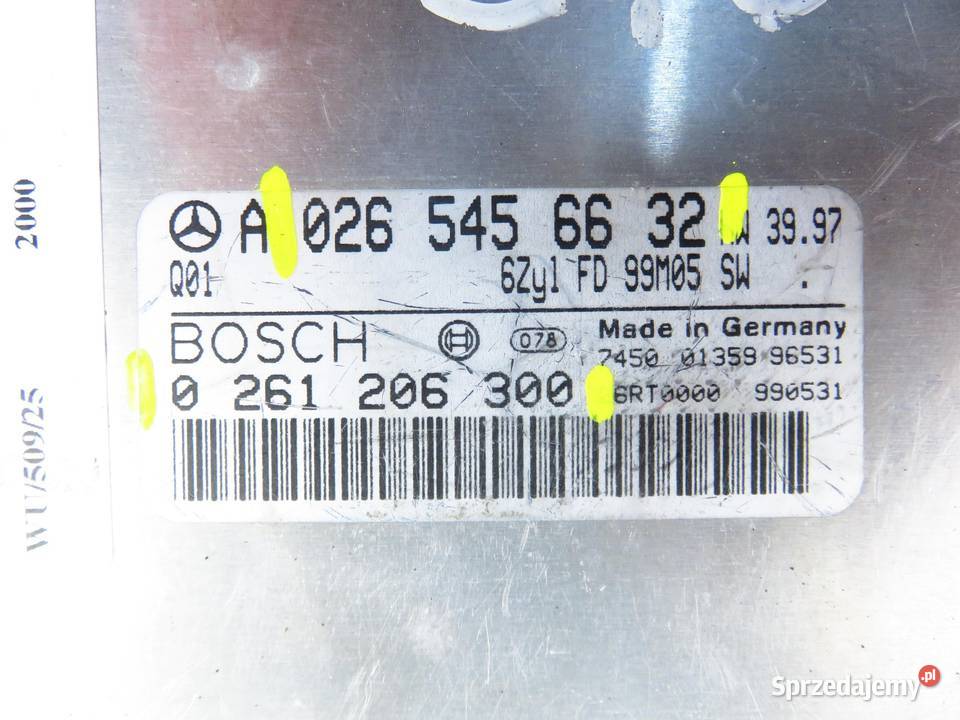 A 026 545 66 32 39.97
Q01 6Zyl FD 99M05 SW .
BOSCH 078 Made in Germany
7450 01359 96531
0 261 206 300 6RT0000 990531
2000
WU/509/25
Sprzedajemy.pl